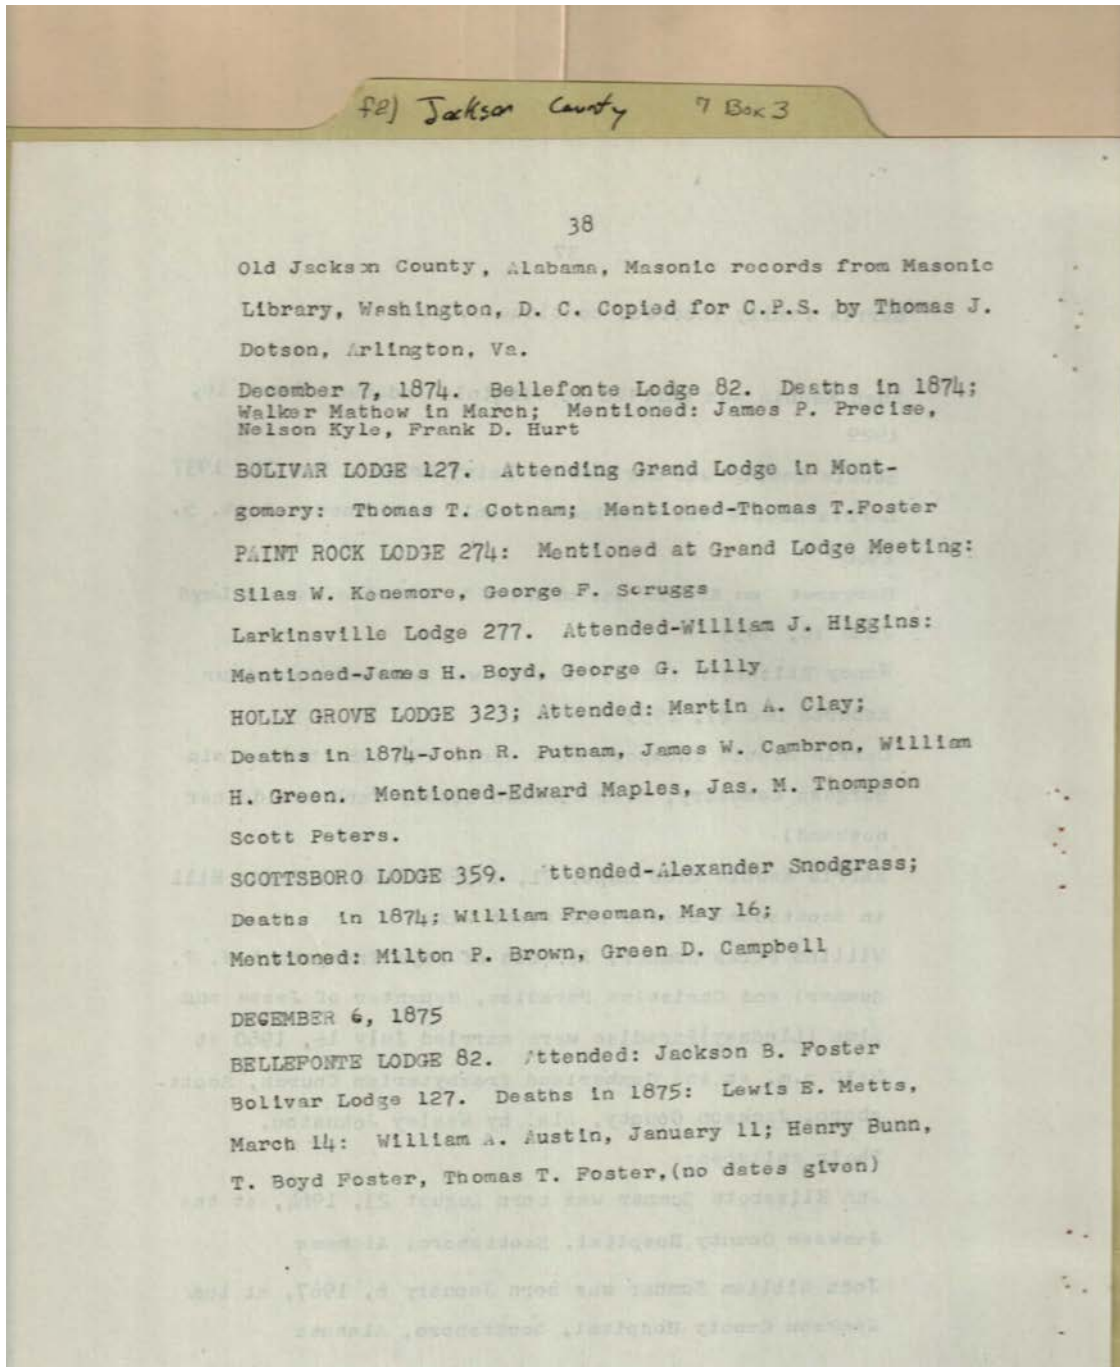 f2) Jackson County 7 Box 3
38
Old Jackson County, Alabama, Masonic records from Masonic
Library, Washington, D. C. Copied for C.P.S. by Thomas J.
Dotson, Arlington, Va.
December 7, 1874. Bellefonte Lodge 82. Deaths in 1874;
Walker Mathew in March; Mentioned: James P. Precise,
Nelson Kyle, Frank D. Hurt
BOLIVAR LODGE 127. Attending Grand Lodge in Mont-
gomery: Thomas T. Cotnam; Mentioned-Thomas T.Foster
PAINT ROCK LODGE 274: Mentioned at Grand Lodge Meeting:
Silas W. Kenemore, George F. Scruggs
Larkinsville Lodge 277. Attended-William J. Higgins:
Mentioned-James H. Boyd, George G. Lilly
HOLLY GROVE LODGE 323; Attended: Martin A. Clay;
Deaths in 1874-John R. Putnam, James W. Cambron, William
H. Green. Mentioned-Edward Maples, Jas. M. Thompson
Scott Peters.
SCOTTSBORO LODGE 359. Attended-Alexander Snodgrass;
Deaths in 1874; William Freeman, May 16;
Mentioned: Milton P. Brown, Green D. Campbell
DECEMBER 6, 1875
BELLEFONTE LODGE 82. Attended: Jackson B. Foster
Bolivar Lodge 127. Deaths in 1875: Lewis E. Metts,
March 14: William A. Austin, January 11; Henry Bunn,
T. Boyd Foster, Thomas T. Foster,(no dates given)